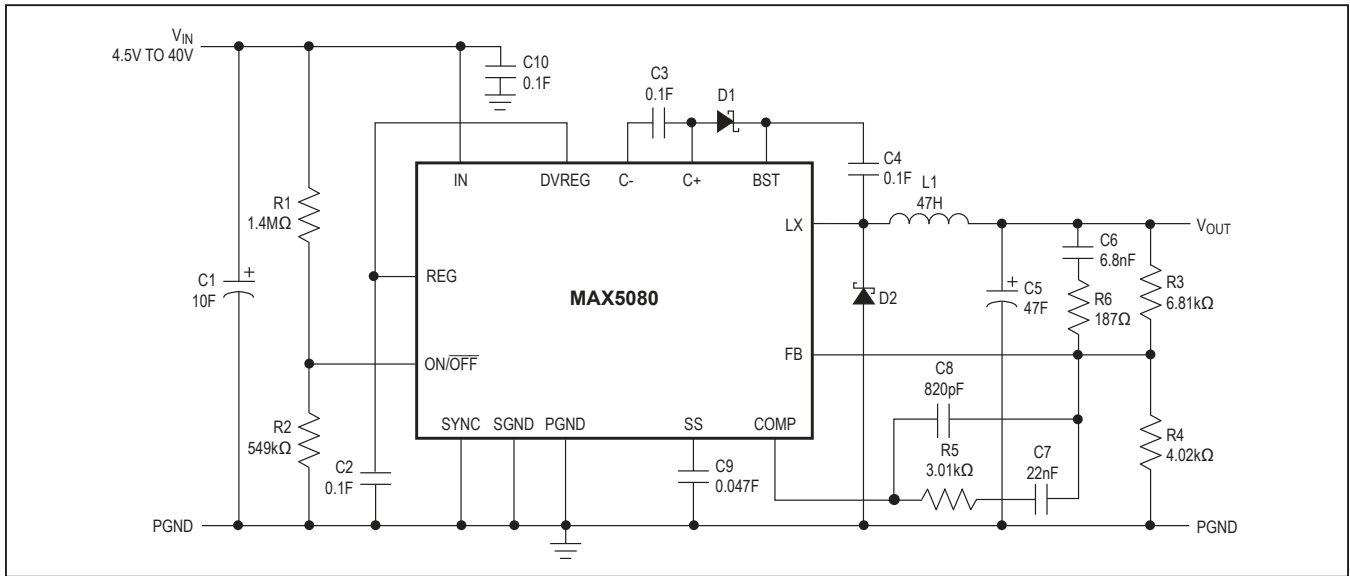 VIN
4.5V TO 40V
C10
0.1F
C3
0.1F
D1
IN
DVREG
C-
C+
BST
C4
0.1F
L1
47H
LX
VOUT
R1
1.4MΩ
C6
6.8nF
R3
6.81kΩ
C1
10F
+
REG
MAX5080
D2
+
C5
47F
R6
187Ω
ON/OFF
FB
C8
820pF
R2
549kΩ
SYNC
SGND
PGND
SS
COMP
R5
3.01kΩ
C7
22nF
R4
4.02kΩ
C2
0.1F
C9
0.047F
PGND
PGND